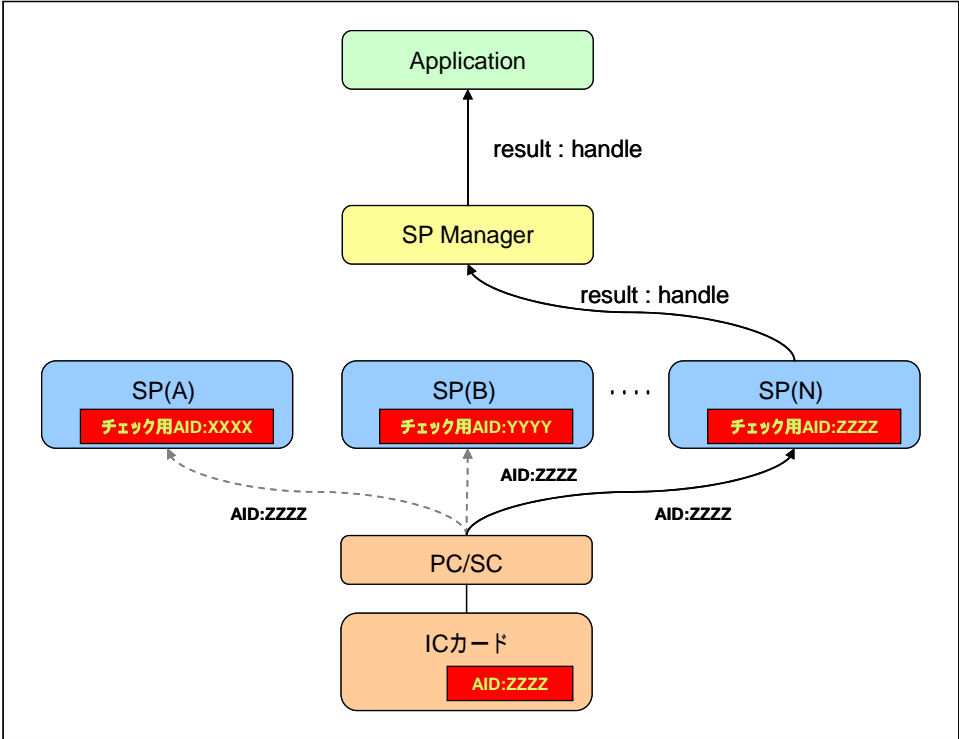 Application
result : handle
SP Manager
result : handle
SP(A)
チェック用AID:XXXX
SP(B)
チェック用AID:YYYY
....
SP(N)
チェック用AID:ZZZZ
AID:ZZZZ
AID:ZZZZ
AID:ZZZZ
PC/SC
ICカード
AID:ZZZZ